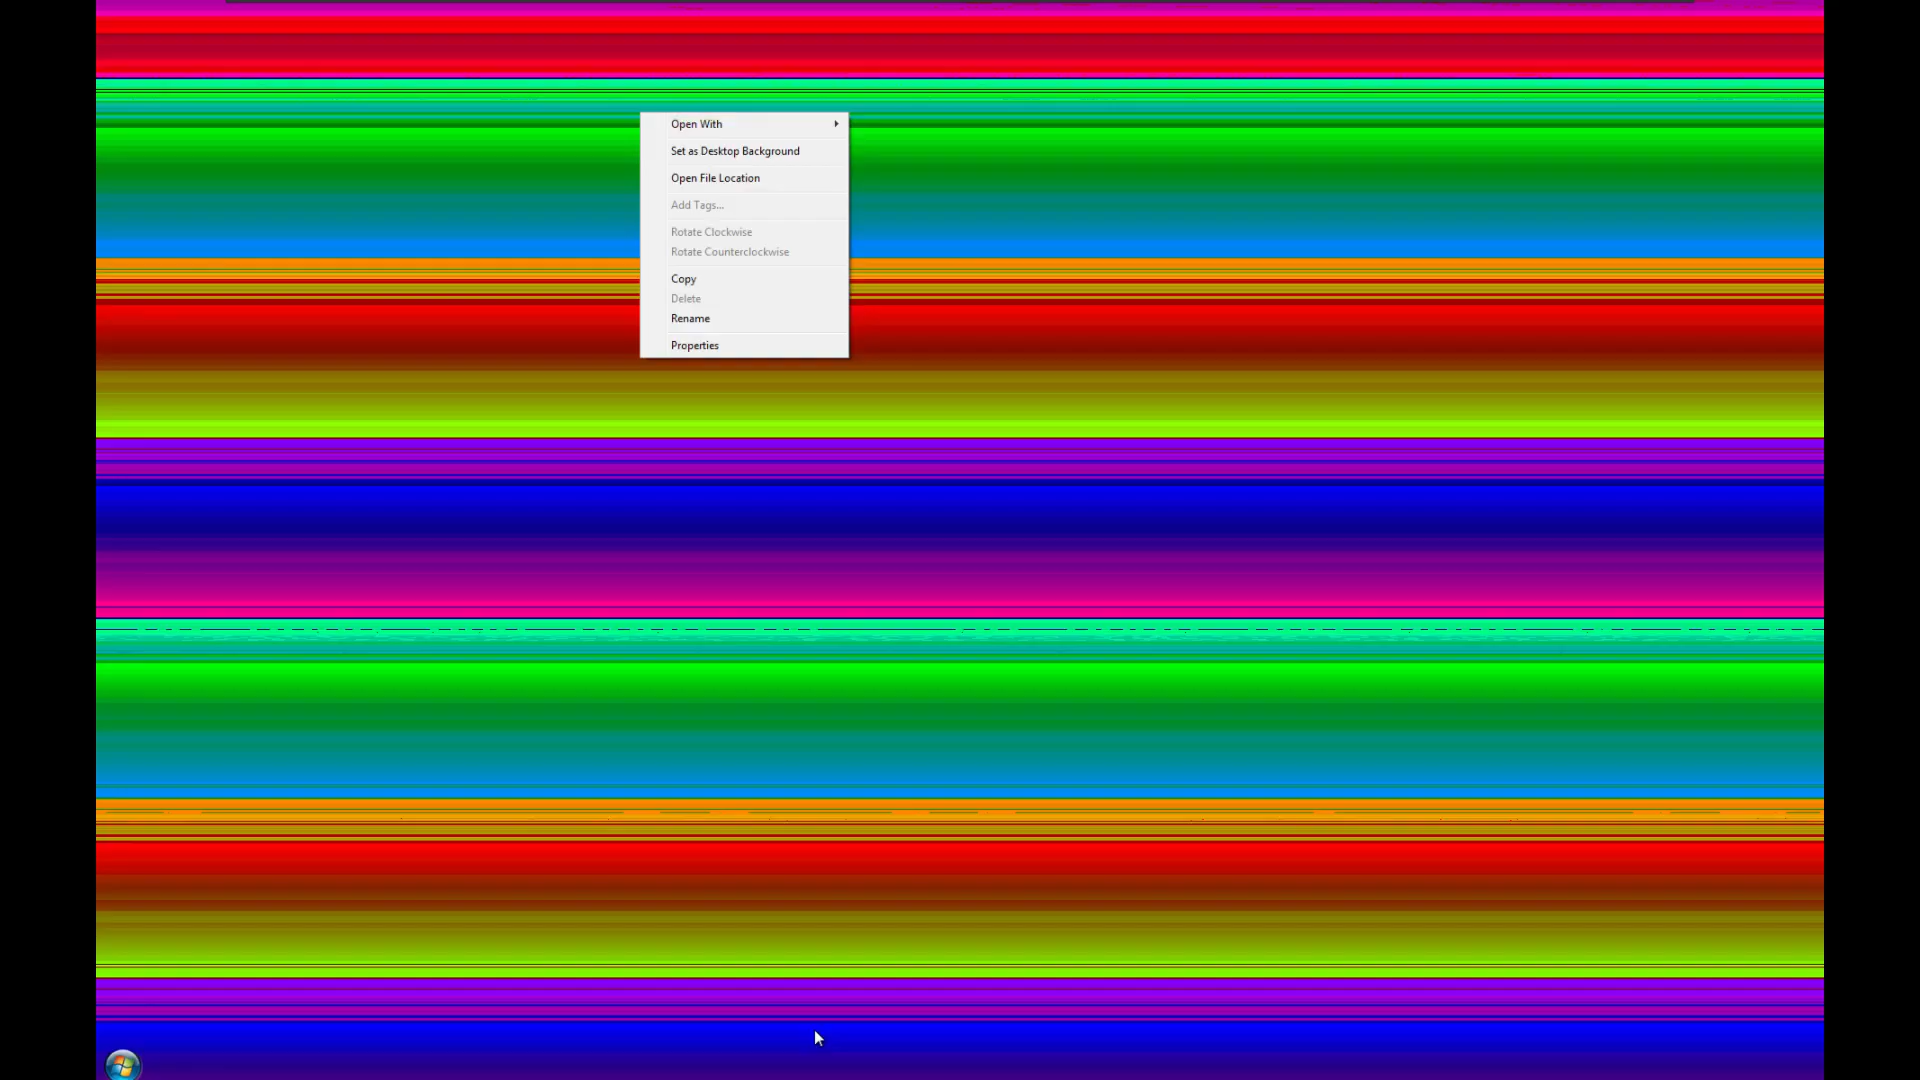 Open With
Set as Desktop Background
Open File Location
Add Tags...
Rotate Clockwise
Rotate Counterclockwise
Copy
Delete
Rename
Properties